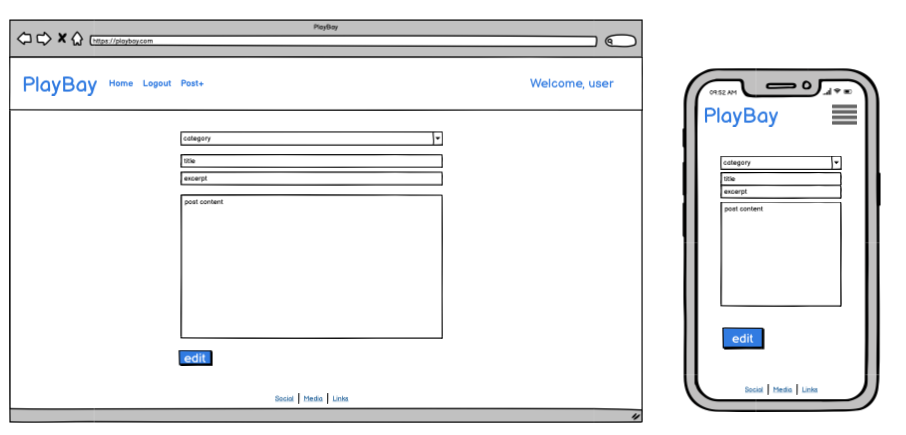 PlayBay
https://playbay.com
PlayBay Home Logout Post+ Welcome, user
category
title
excerpt
post content
edit
Social | Media | Links
09:52 AM
PlayBay
category
title
excerpt
post content
edit
Social | Media | Links